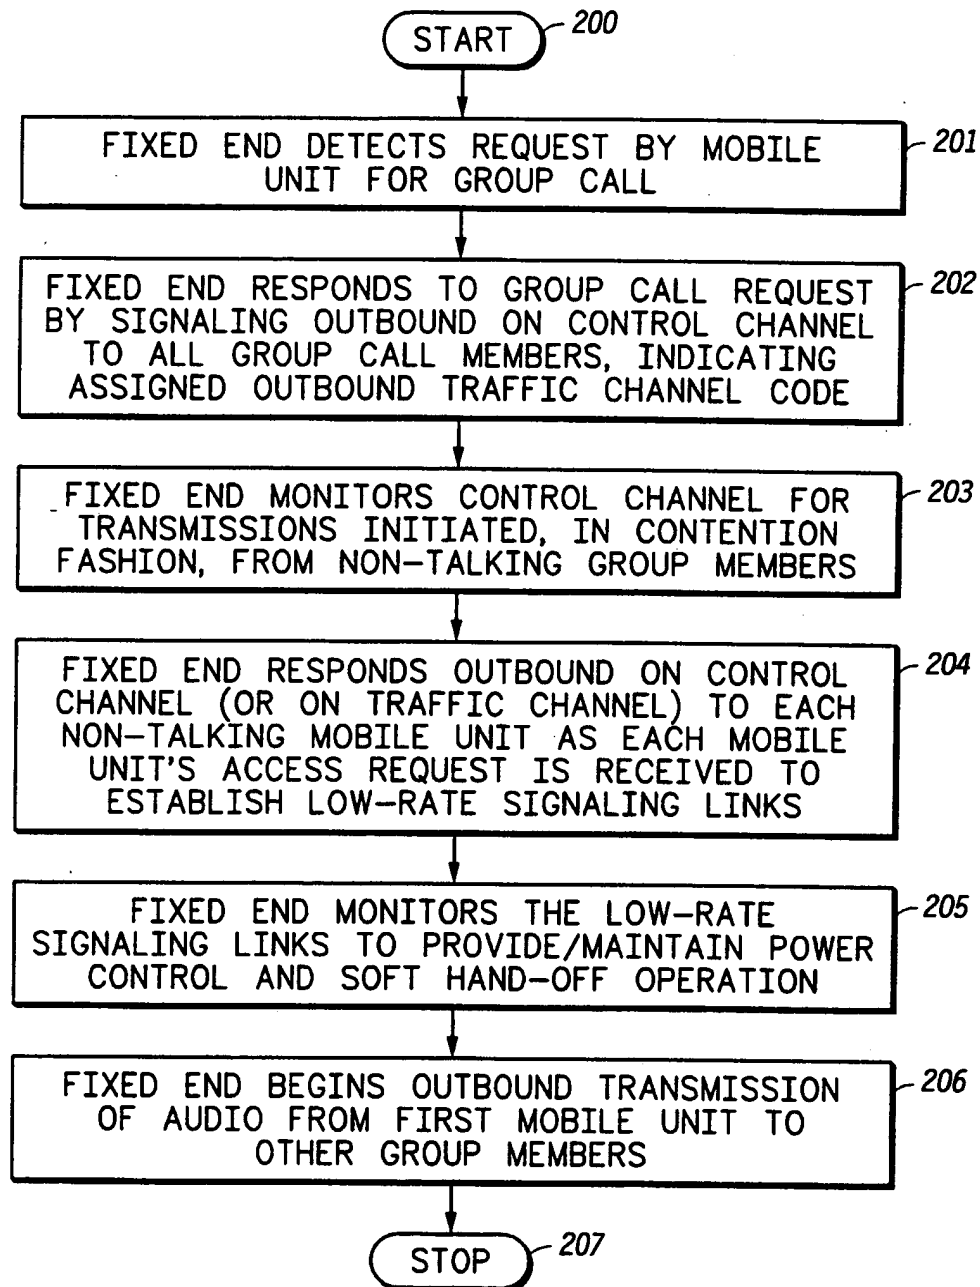 START
200
FIXED END DETECTS REQUEST BY MOBILE
UNIT FOR GROUP CALL
201
FIXED END RESPONDS TO GROUP CALL REQUEST
BY SIGNALING OUTBOUND ON CONTROL CHANNEL
TO ALL GROUP CALL MEMBERS, INDICATING
ASSIGNED OUTBOUND TRAFFIC CHANNEL CODE
202
FIXED END MONITORS CONTROL CHANNEL FOR
TRANSMISSIONS INITIATED, IN CONTENTION
FASHION, FROM NON-TALKING GROUP MEMBERS
203
FIXED END RESPONDS OUTBOUND ON CONTROL
CHANNEL (OR ON TRAFFIC CHANNEL) TO EACH
NON-TALKING MOBILE UNIT AS EACH MOBILE
UNIT'S ACCESS REQUEST IS RECEIVED TO
ESTABLISH LOW-RATE SIGNALING LINKS
204
FIXED END MONITORS THE LOW-RATE
SIGNALING LINKS TO PROVIDE/MAINTAIN POWER
CONTROL AND SOFT HAND-OFF OPERATION
205
FIXED END BEGINS OUTBOUND TRANSMISSION
OF AUDIO FROM FIRST MOBILE UNIT TO
OTHER GROUP MEMBERS
206
STOP
207